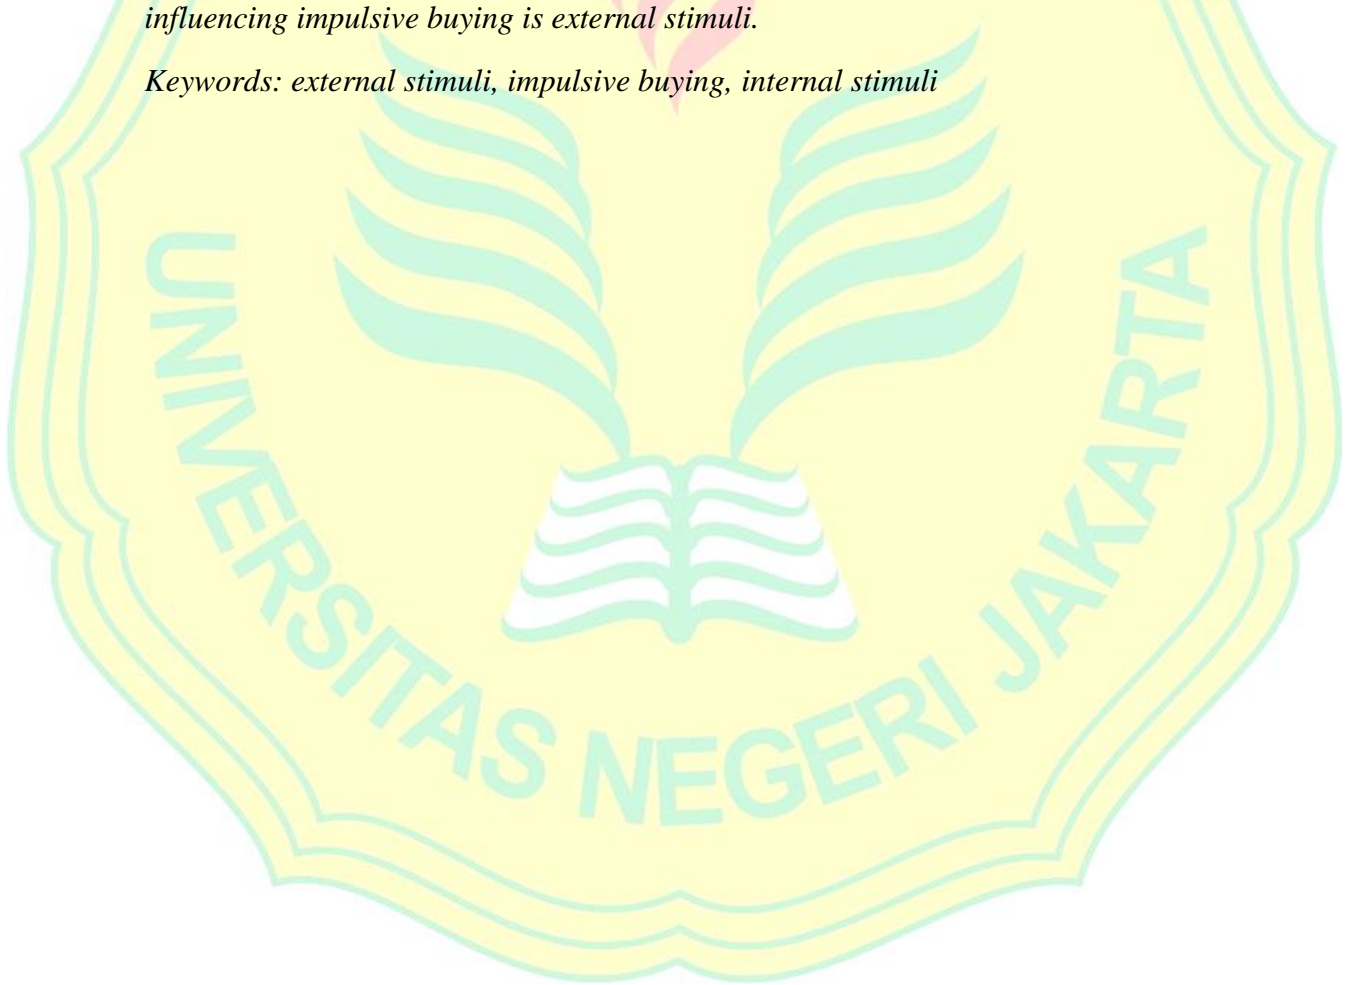 influencing impulsive buying is external stimuli.
Keywords: external stimuli, impulsive buying, internal stimuli
UNIVERSITAS NEGERI JAKARTA